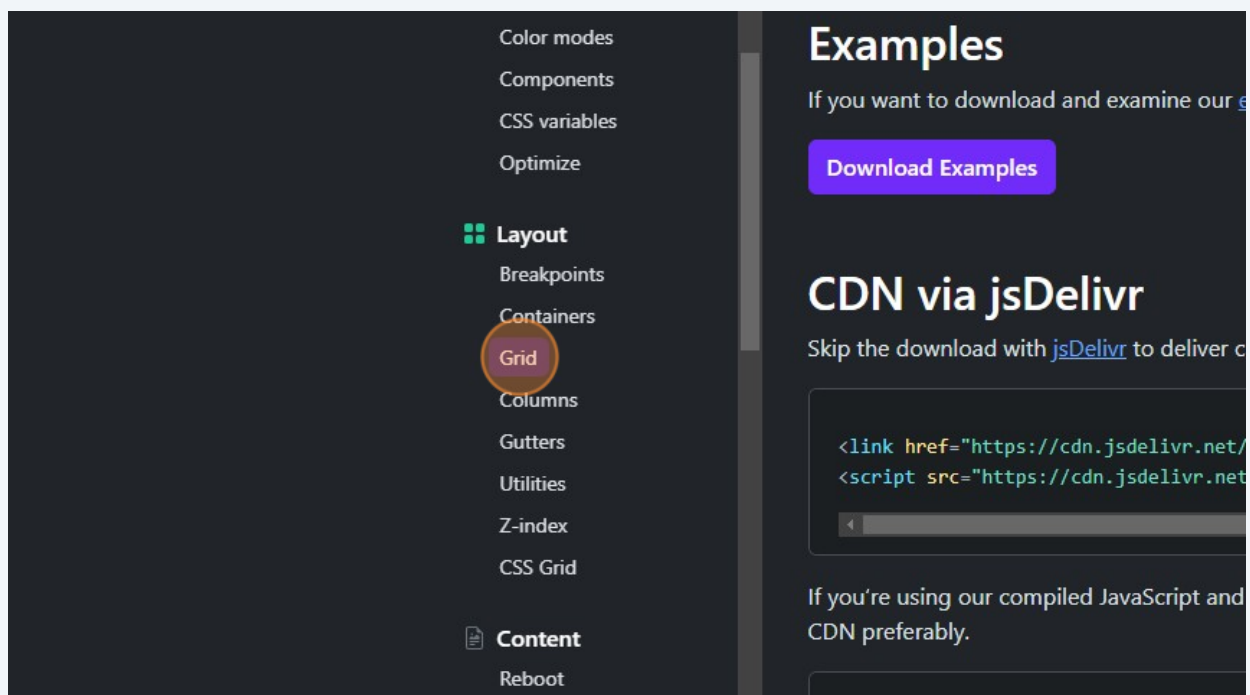 Color modes
Components
CSS variables
Optimize
Layout
Breakpoints
Containers
Grid
Columns
Gutters
Utilities
Z-index
CSS Grid
Content
Reboot
Examples
If you want to download and examine our
Download Examples
CDN via jsDelivr
Skip the download with jsDelivr to deliver c
<link href="https://cdn.jsdelivr.net/
<script src="https://cdn.jsdelivr.net
If you’re using our compiled JavaScript and
CDN preferably.